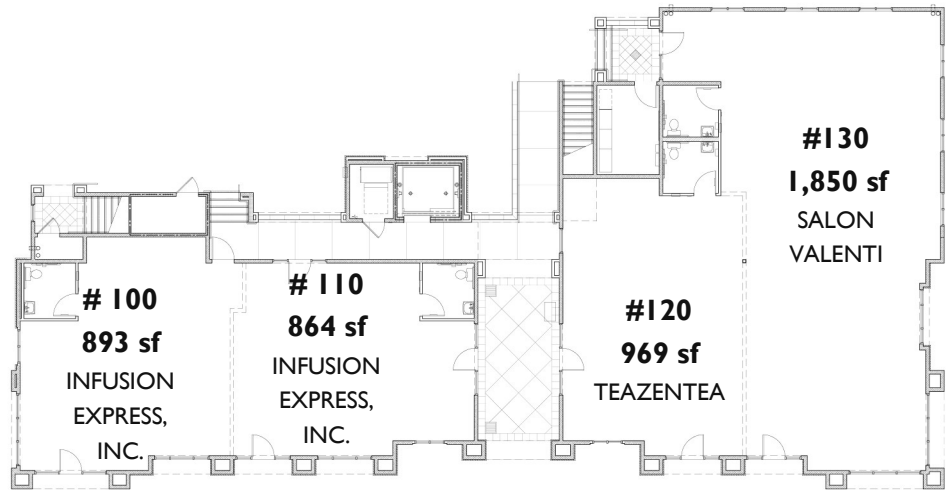 # 100
893 sf
INFUSION
EXPRESS,
INC.
# 110
864 sf
INFUSION
EXPRESS,
INC.
#120
969 sf
TEAZENTEA
#130
1,850 sf
SALON
VALENTI